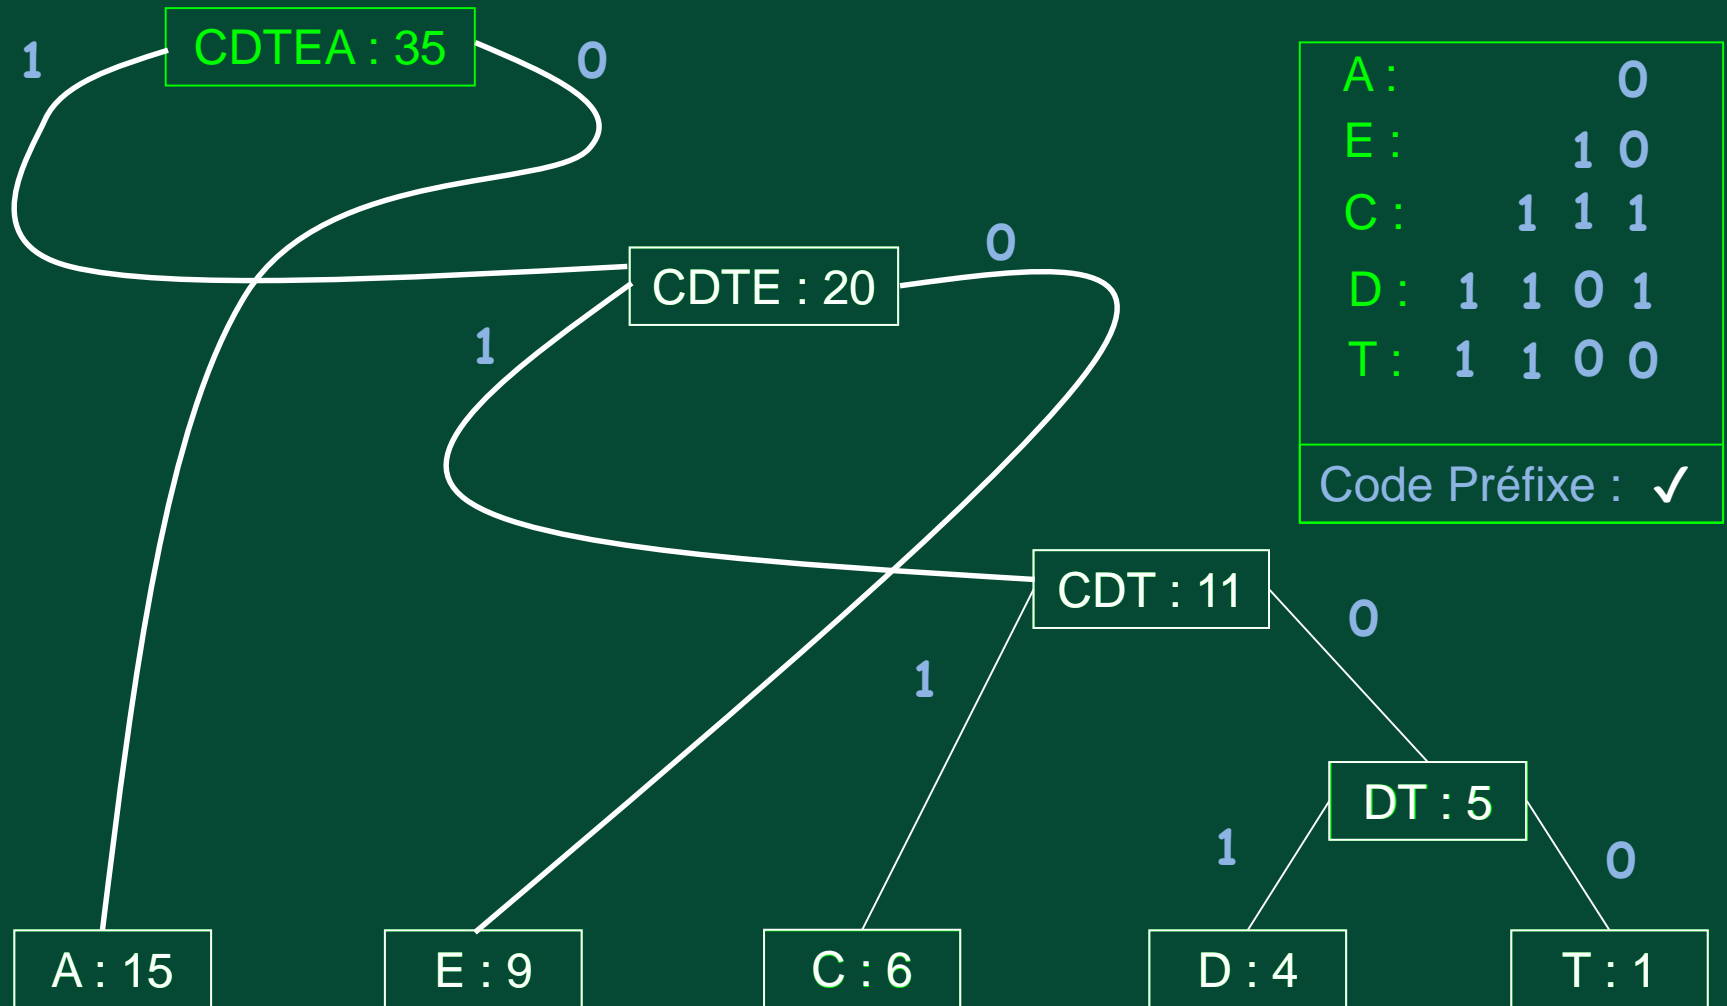 1 CDTEA : 35 0
A : 0
E : 1 0
C : 1 1 1
D : 1 1 0 1
T : 1 1 0 0
Code Préfixe : ✓
0
CDTE : 20
1
CDT : 11
0
1
DT : 5
1
0
A : 15
E : 9
C : 6
D : 4
T : 1